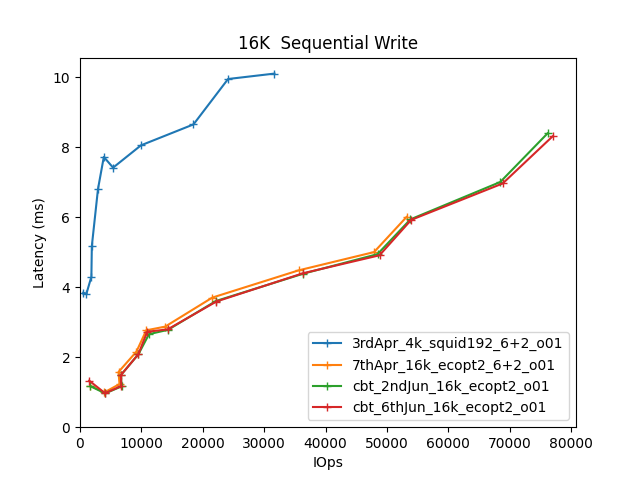 16K  Sequential Write
Latency (ms)
10
8
6
4
2
0
0 10000 20000 30000 40000 50000 60000 70000 80000
IOps
3rdApr_4k_squid192_6+2_o01
7thApr_16k_ecopt2_6+2_o01
cbt_2ndJun_16k_ecopt2_o01
cbt_6thJun_16k_ecopt2_o01